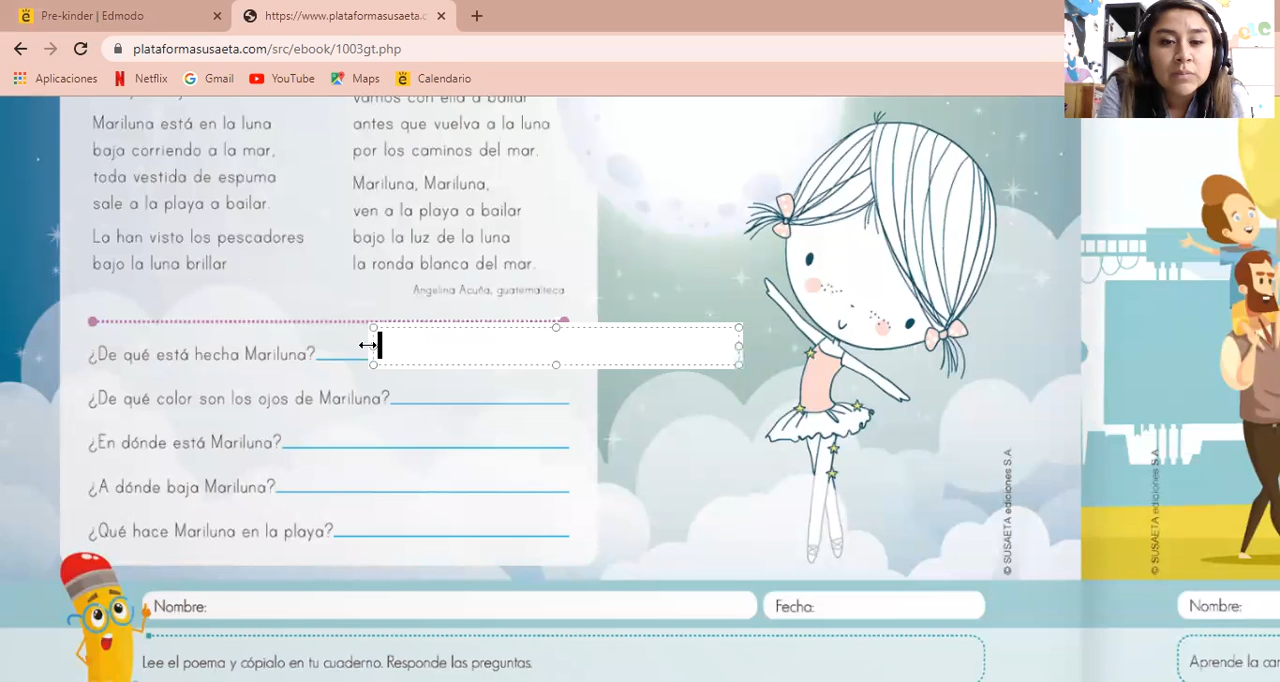 Pre-kinder | Edmodo
https://www.plataformasusaeta.c
plataformasusaeta.com/src/ebook/1003gt.php
Aplicaciones
Netflix
Gmail
YouTube
Maps
Calendario
Mariluna está en la luna
baja corriendo a la mar,
toda vestida de espuma
sale a la playa a bailar.
La han visto los pescadores
bajo la luna brillar
vamos con ella a bailar
antes que vuelva a la luna
por los caminos del mar.
Mariluna, Mariluna,
ven a la playa a bailar
bajo la luz de la luna
la ronda blanca del mar.
Angelina Acuña, guatemalteca
¿De qué está hecha Mariluna?
¿De qué color son los ojos de Mariluna?
¿En dónde está Mariluna?
¿A dónde baja Mariluna?
¿Qué hace Mariluna en la playa?
© SUSAETA ediciones S.A.
© SUSAETA ediciones S.A.
Nombre:
Fecha:
Nombre:
Lee el poema y cópialo en tu cuaderno. Responde las preguntas.
Aprende la can